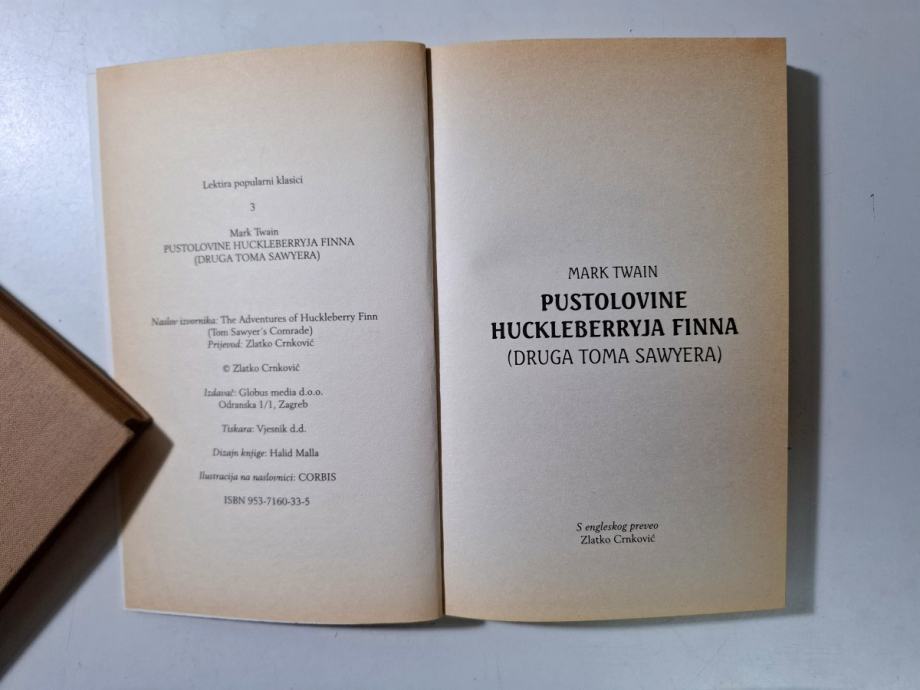 Lektira popularni klasici
3
Mark Twain
PUSTOLOVINE HUCKLEBERRYJA FINNA
(DRUGA TOMA SAWYERA)
Naslov izvornika: The Adventures of Huckleberry Finn
(Tom Sawyer's Comrade)
Prijevod: Zlatko Crnković
© Zlatko Crnković
Izdavač: Globus media d.o.o.
Odranska 1/1, Zagreb
Tiskara: Vjesnik d.d.
Dizajn knjige: Halid Malla
Ilustracija na naslovnici: CORBIS
ISBN 953-7160-33-5
MARK TWAIN
PUSTOLOVINE
HUCKLEBERRYJA FINNA
(DRUGA TOMA SAWYERA)
S engleskog preveo
Zlatko Crnković